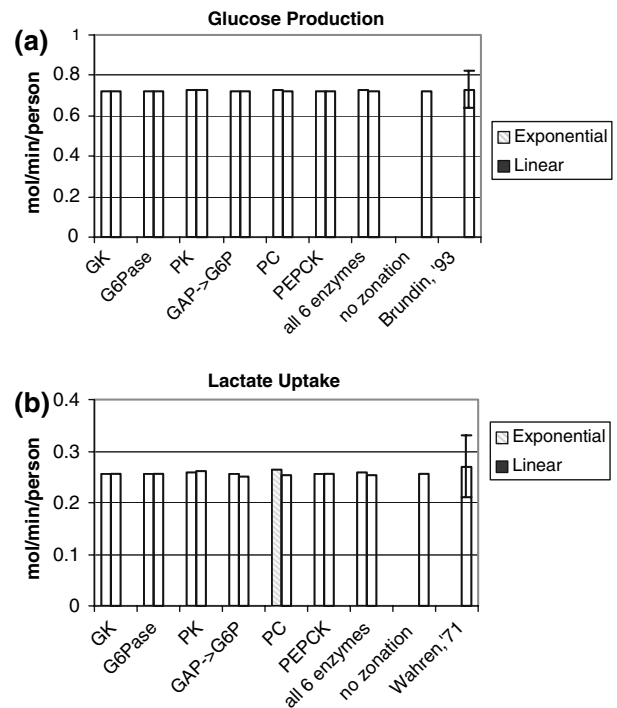 Glucose Production
(a)
mol/min/person
1
0.8
0.6
0.4
0.2
0
GK
G6Pase
PK
GAP->G6P
PC
PEPCK
all 6 enzymes
no zonation
Brundin, '93
Exponential
Linear
Lactate Uptake
(b)
mol/min/person
0.4
0.3
0.2
0.1
0
GK
G6Pase
PK
GAP->G6P
PC
PEPCK
all 6 enzymes
no zonation
Wahren,'71
Exponential
Linear